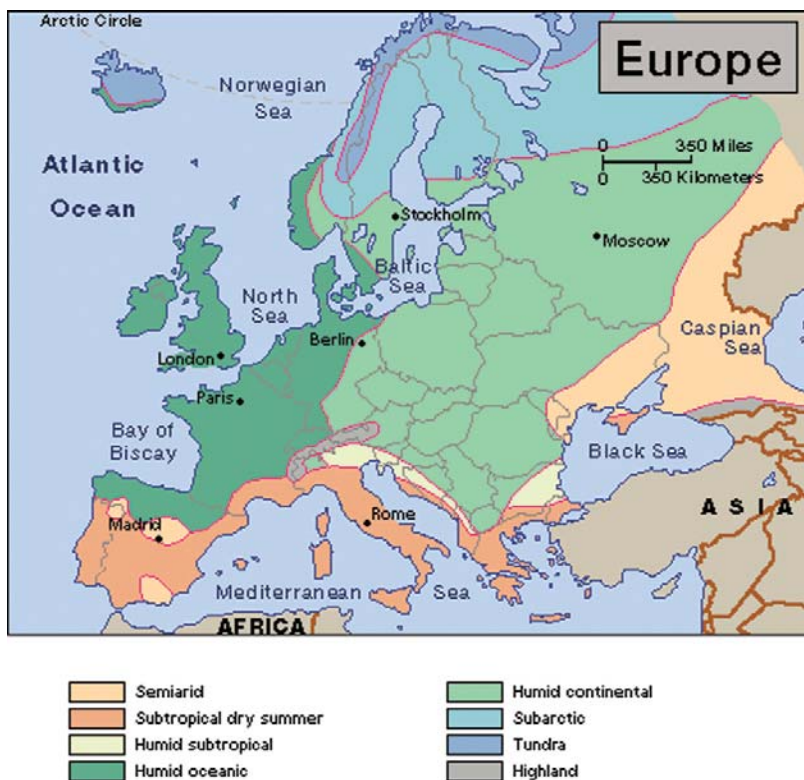 Arctic Circle
Europe
Norwegian
Sea
Atlantic
Ocean
0 350 Miles
0 350 Kilometers
Stockholm
Moscow
Baltic
Sea
North
Sea
Berlin
London
Caspian
Sea
Paris
Bay of
Biscay
Black Sea
ASIA
Madrid
Rome
Mediterranean Sea
AFRICA
Semiarid
Subtropical dry summer
Humid subtropical
Humid oceanic
Humid continental
Subarctic
Tundra
Highland